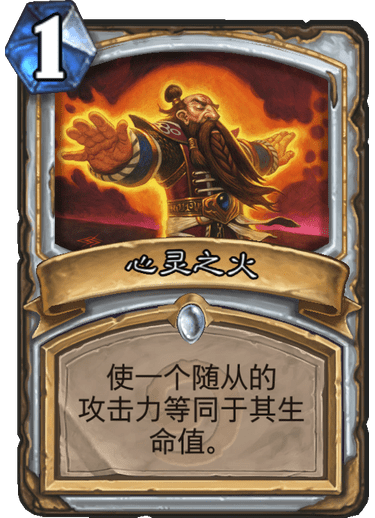 1
心灵之火
使一个随从的
攻击力等同于其生
命值。